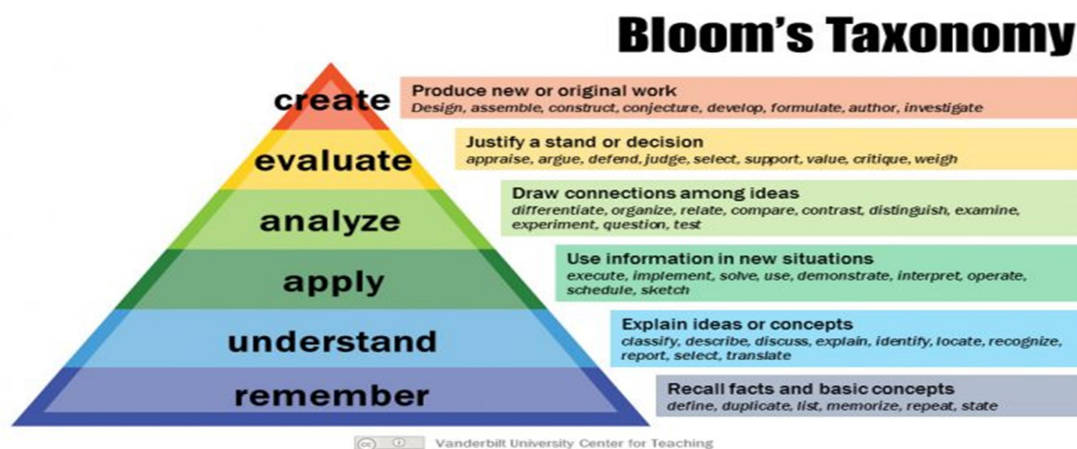 Bloom's Taxonomy
create
Produce new or original work
Design, assemble, construct, conjecture, develop, formulate, author, investigate
evaluate
Justify a stand or decision
appraise, argue, defend, judge, select, support, value, critique, weigh
analyze
Draw connections among ideas
differentiate, organize, relate, compare, contrast, distinguish, examine,
experiment, question, test
apply
Use information in new situations
execute, implement, solve, use, demonstrate, interpret, operate,
schedule, sketch
understand
Explain ideas or concepts
classify, describe, discuss, explain, identify, locate, recognize,
report, select, translate
remember
Recall facts and basic concepts
define, duplicate, list, memorize, repeat, state
cc
Vanderbilt University Center for Teaching